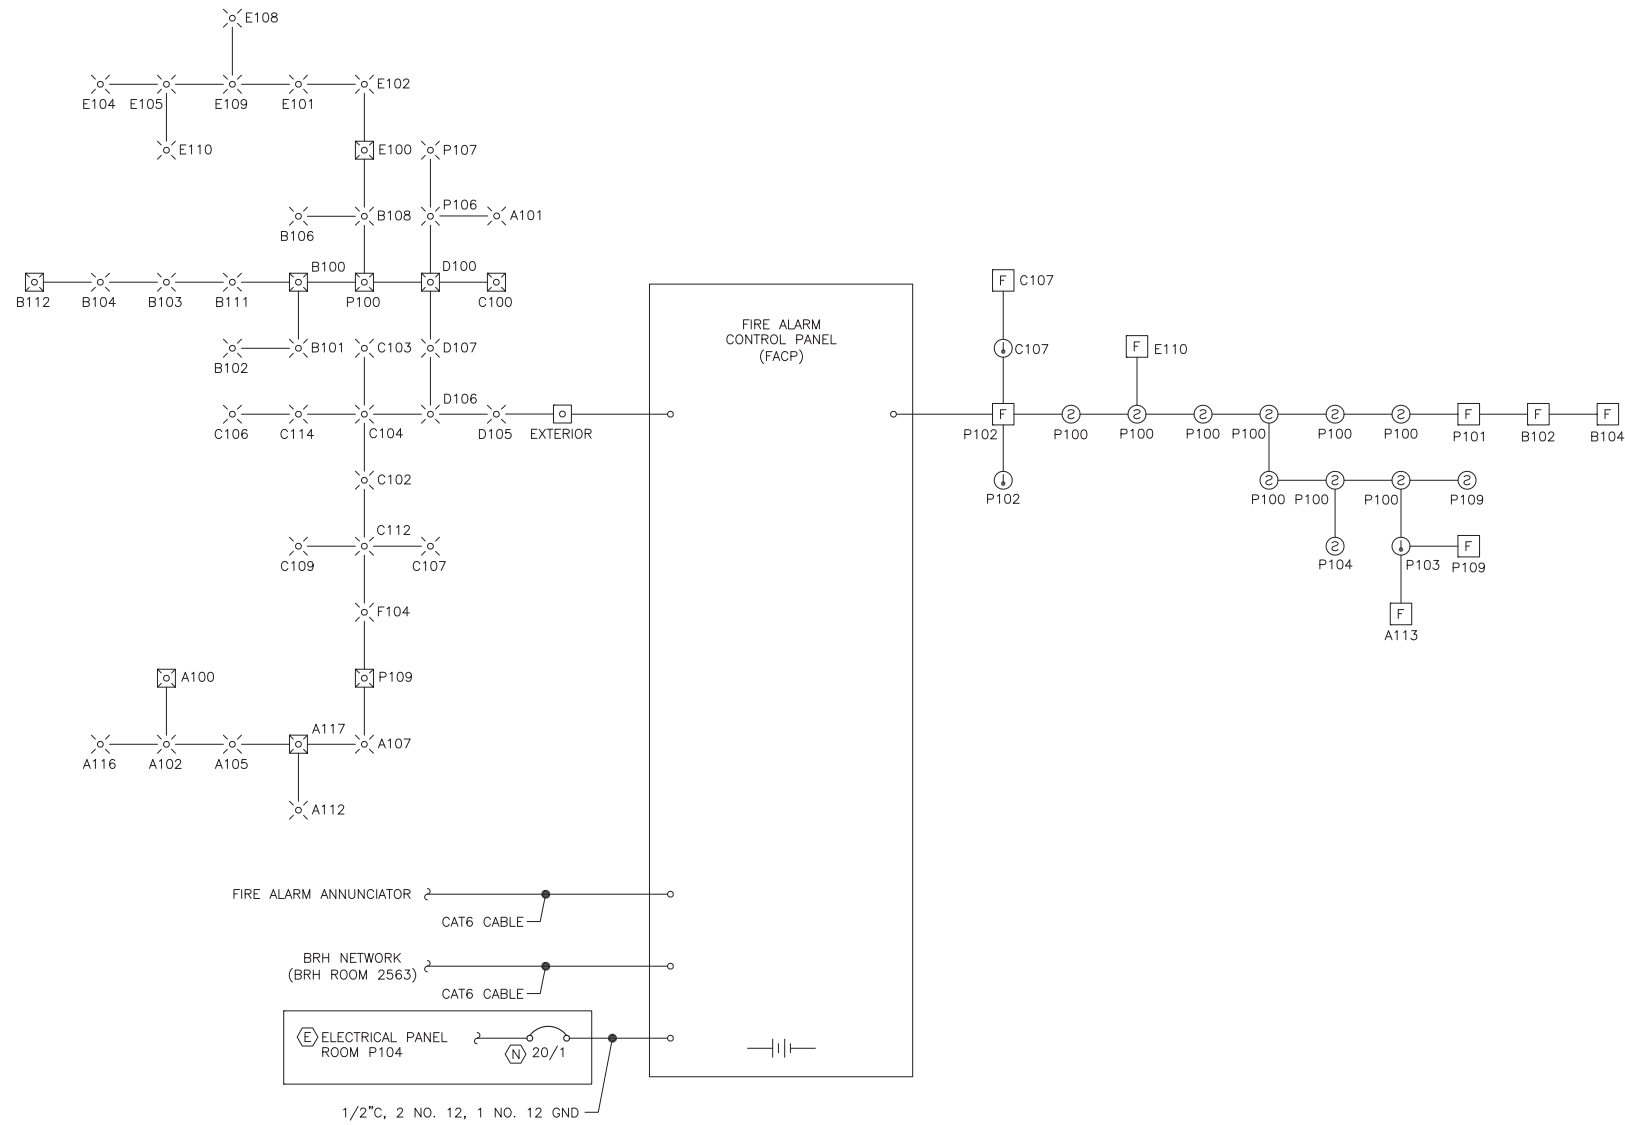 E108
E104 E105 E109 E101 E102
E110
E100
P107
B106
B108
P106
A101
B112 B104 B103 B111
B100
P100
D100
C100
B102
B101
C103
D107
C106 C114 C104
D106
D105
EXTERIOR
C102
C109
C112
C107
F104
A100
P109
A116 A102 A105
A117
A107
A112
FIRE ALARM
CONTROL PANEL
(FACP)
F C107
C107
F
P102
P102
S P100
S P100
F E110
S P100
S P100
S P100
S P100
F P101
F B102
F B104
S P100
S P100
S P100
S P109
S P104
P103
F P109
F A113
FIRE ALARM ANNUNCIATOR
CAT6 CABLE
BRH NETWORK
(BRH ROOM 2563)
CAT6 CABLE
E ELECTRICAL PANEL
ROOM P104
N 20/1
1/2"C, 2 NO. 12, 1 NO. 12 GND